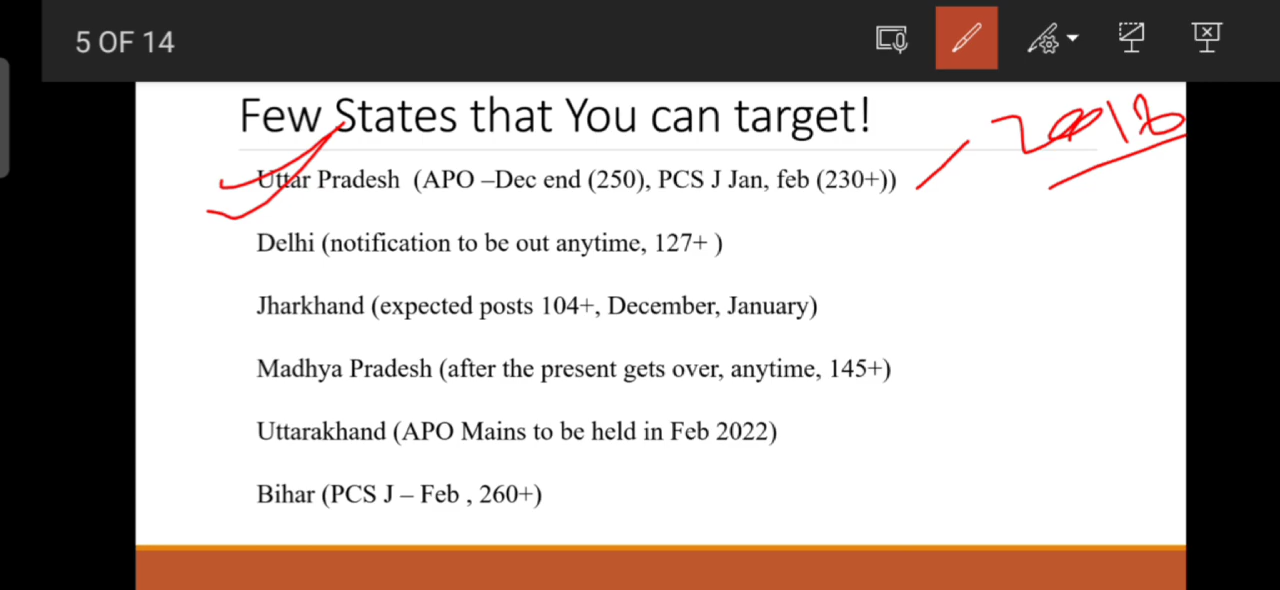 5 OF 14
Few States that You can target!
Uttar Pradesh (APO –Dec end (250), PCS J Jan, feb (230+))
Delhi (notification to be out anytime, 127+ )
Jharkhand (expected posts 104+, December, January)
Madhya Pradesh (after the present gets over, anytime, 145+)
Uttarakhand (APO Mains to be held in Feb 2022)
Bihar (PCS J – Feb , 260+)